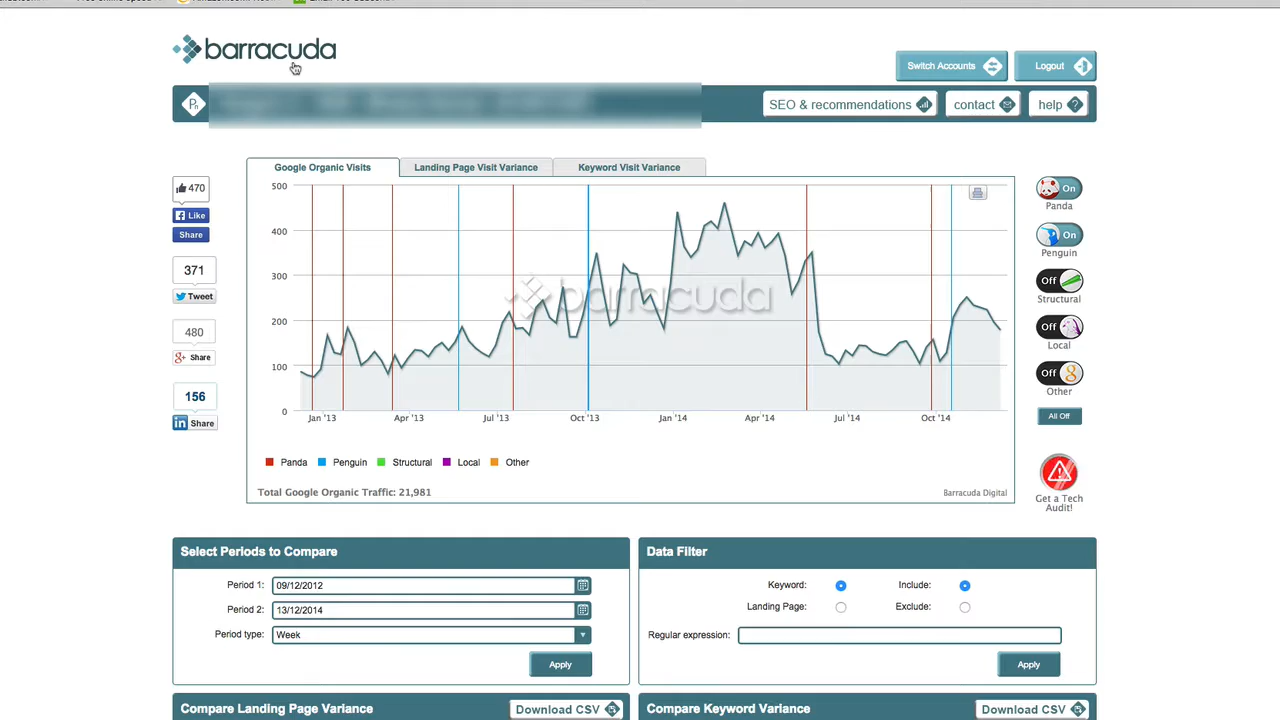 barracuda
Switch Accounts
Logout
Pn
SEO & recommendations
contact
help ?
Google Organic Visits
Landing Page Visit Variance
Keyword Visit Variance
470
Like
Share
371
Tweet
480
Share
156
in Share
500
400
300
200
100
0
barracuda
Jan '13
Apr '13
Jul '13
Oct '13
Jan '14
Apr '14
Jul '14
Oct '14
Panda
Penguin
Structural
Local
Other
Total Google Organic Traffic: 21,981
Barracuda Digital
On
Panda
On
Penguin
Off
Structural
Off
Local
Off
Other
All Off
Get a Tech
Audit!
Select Periods to Compare
Period 1: 09/12/2012
Period 2: 13/12/2014
Period type: Week
Apply
Data Filter
Keyword:
Include:
Landing Page:
Exclude:
Regular expression:
Apply
Compare Landing Page Variance
Download CSV
Compare Keyword Variance
Download CSV